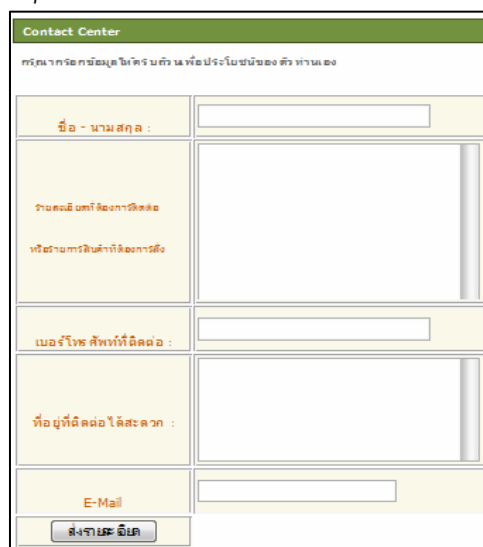 Contact Center
กรุณากรอกข้อมูลให้ครบถ้วนเพื่อประโยชน์ของตัวท่านเอง
ชื่อ - นามสกุล :
รายละเอียดที่ต้องการติดต่อ
หรือรายการสินค้าที่ต้องการสั่ง
เบอร์โทรศัพท์ที่ติดต่อ :
ที่อยู่ที่ติดต่อได้สะดวก :
E-Mail
ส่งรายละเอียด